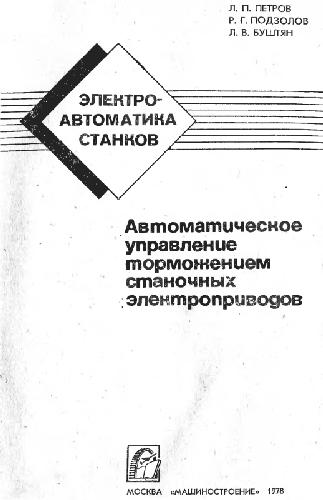 Л. П. ПЕТРОВ
Р. Г. ПОДЗОЛОВ
Л. В. БУШТЯН
ЭЛЕКТРО-
АВТОМАТИКА
СТАНКОВ
Автоматическое
управление
торможением
станочных
электроприводов
МОСКВА «МАШИНОСТРОЕНИЕ» 1978